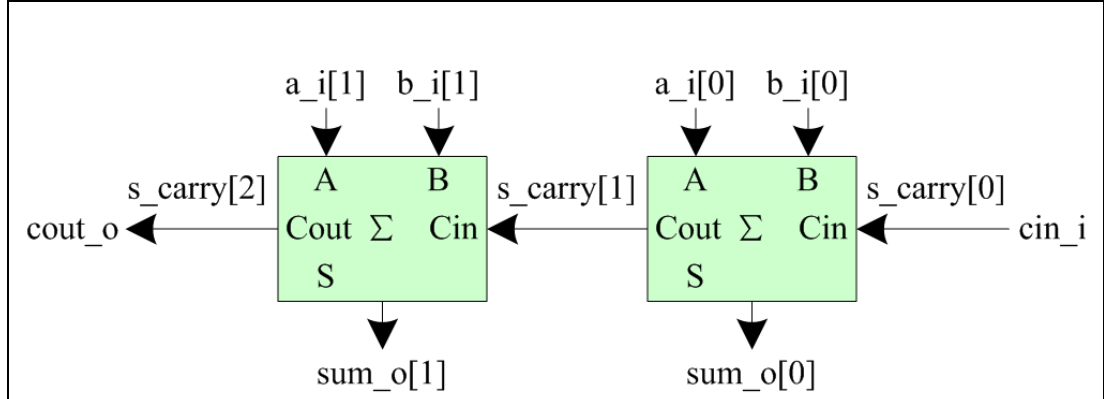 a_i[1] b_i[1] a_i[0] b_i[0]
s_carry[2] A B s_carry[1] A B s_carry[0]
cout_o Cout Σ Cin Cout Σ Cin cin_i
S S
sum_o[1] sum_o[0]